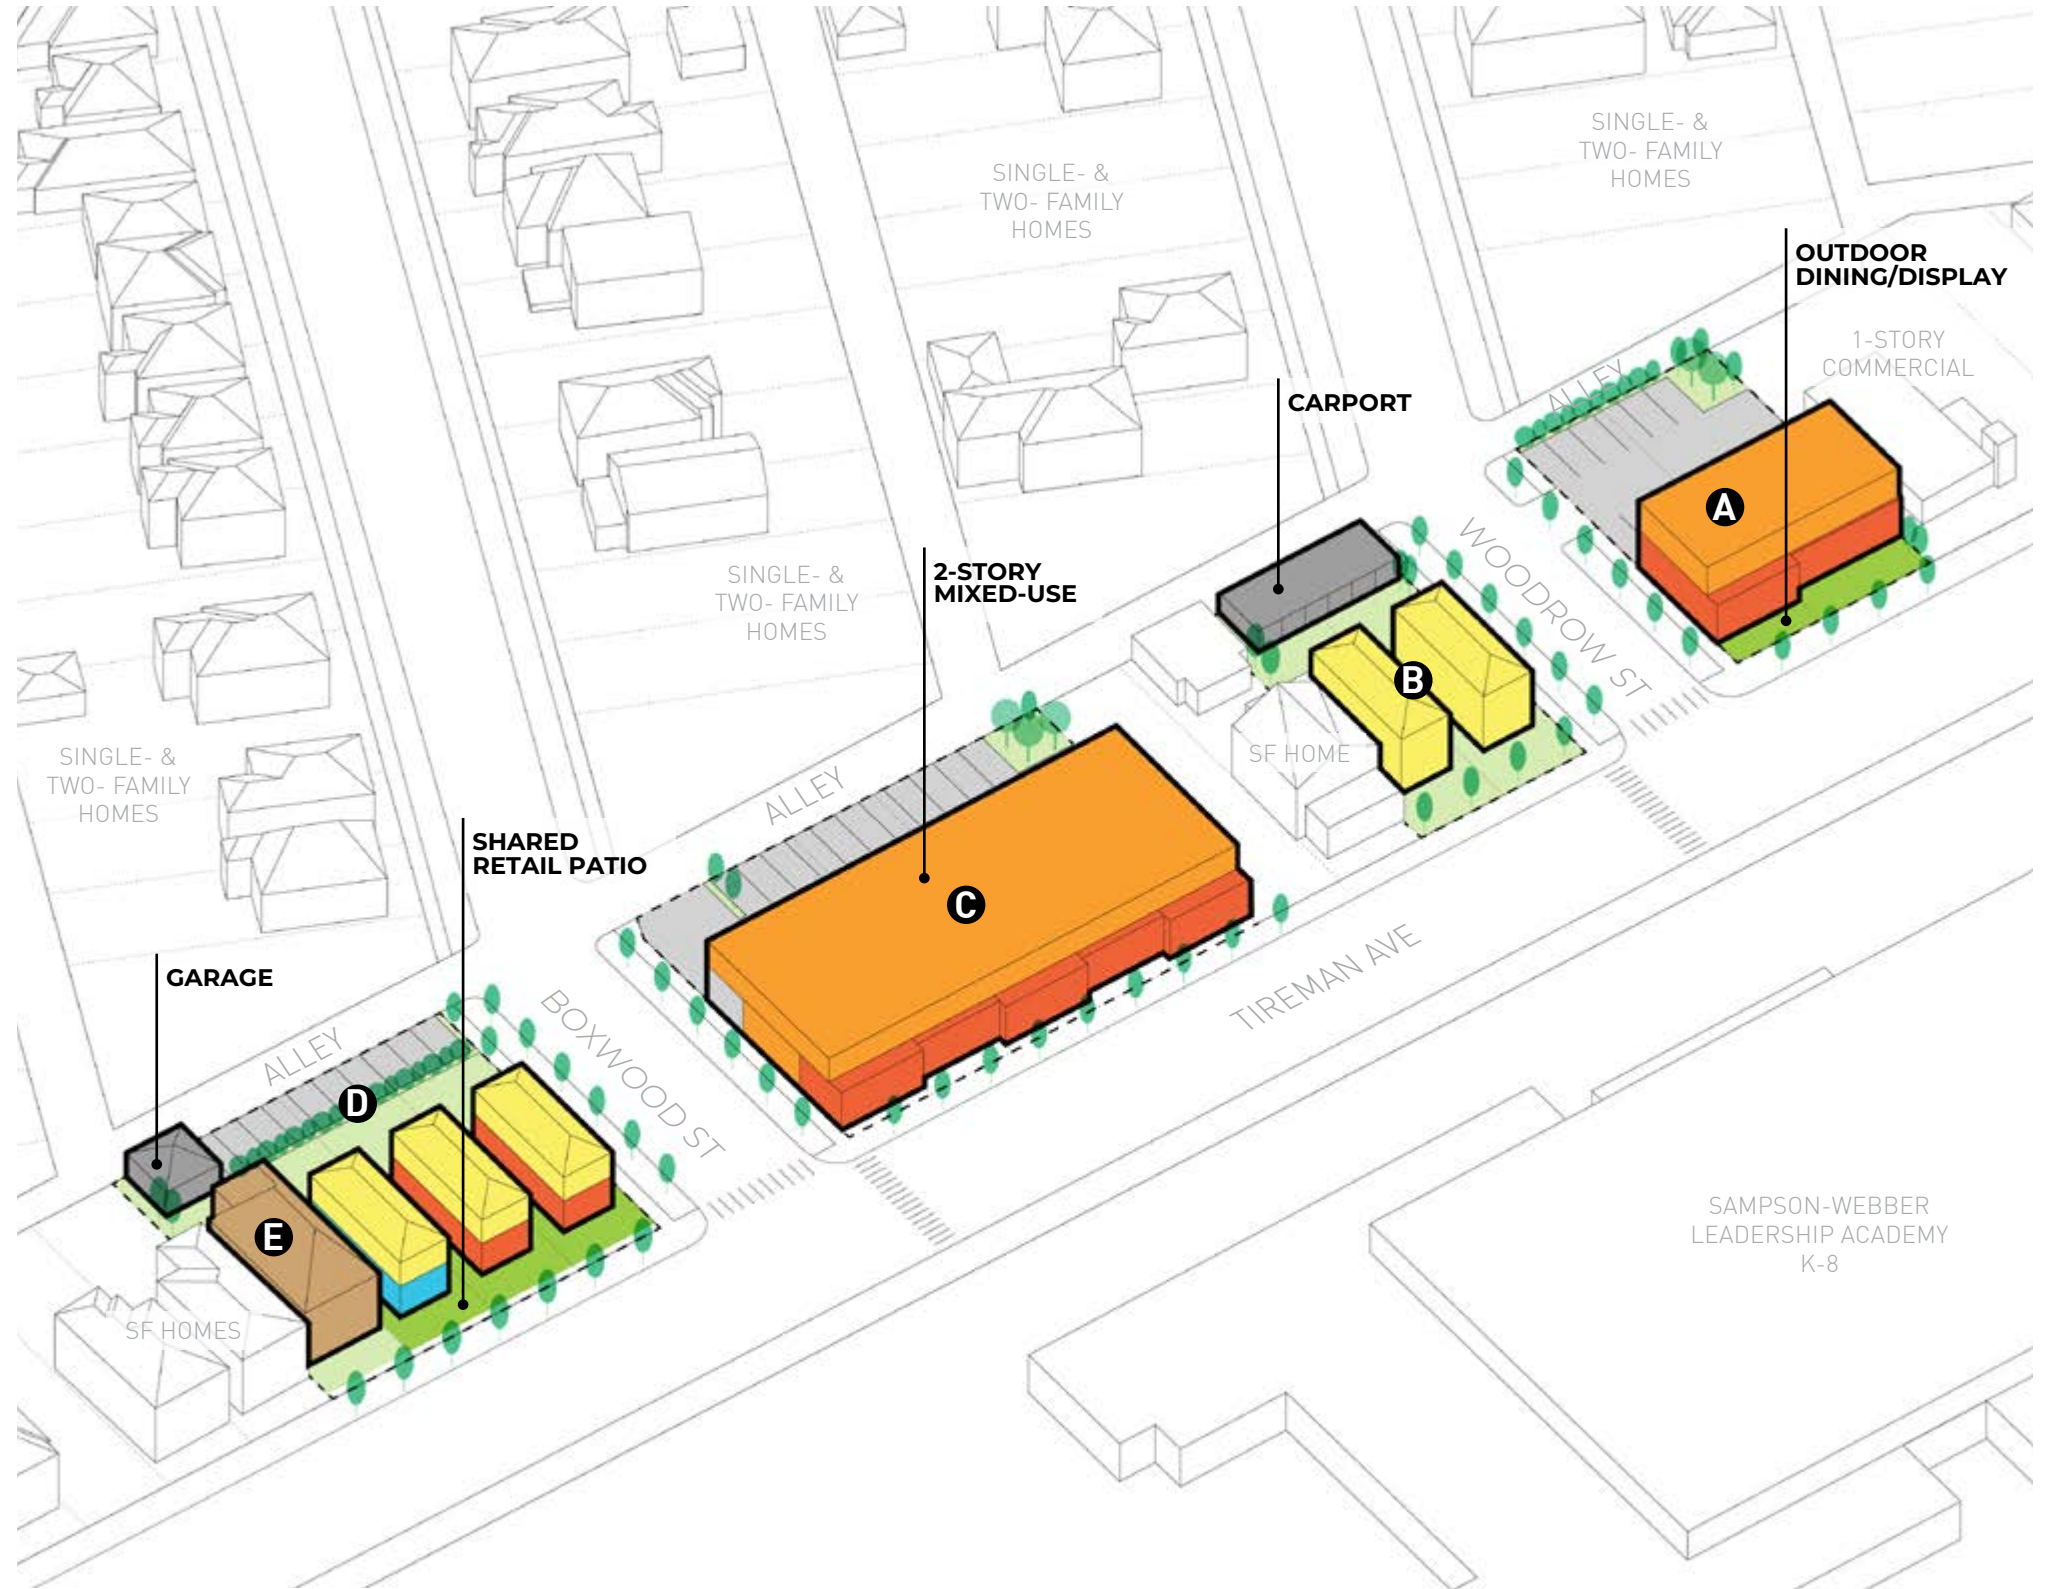 SINGLE- &
TWO- FAMILY
HOMES
SINGLE- &
TWO- FAMILY
HOMES
OUTDOOR
DINING/DISPLAY
1-STORY
COMMERCIAL
ALLEY
CARPORT
A
WOODROW ST
2-STORY
MIXED-USE
SINGLE- &
TWO- FAMILY
HOMES
B
SF HOME
SINGLE- &
TWO- FAMILY
HOMES
ALLEY
SHARED
RETAIL PATIO
C
TIREMAN AVE
GARAGE
BOXWOOD ST
ALLEY
D
E
SF HOMES
SAMPSON-WEBBER
LEADERSHIP ACADEMY
K-8